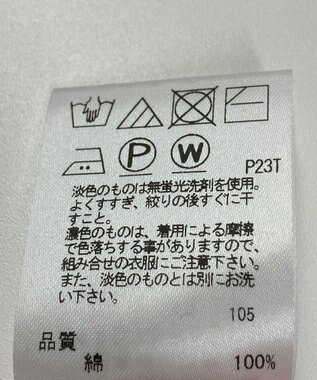 P W P23T
淡色のものは無蛍光洗剤を使用。
よくすすぎ、絞りの後すぐに干
すこと。
濃色のものは、着用による摩擦
で色落ちする事がありますので、
組み合せの衣服にご注意下さい。
また、淡色のものとは別にお洗
い下さい。
105
品質
綿 100%